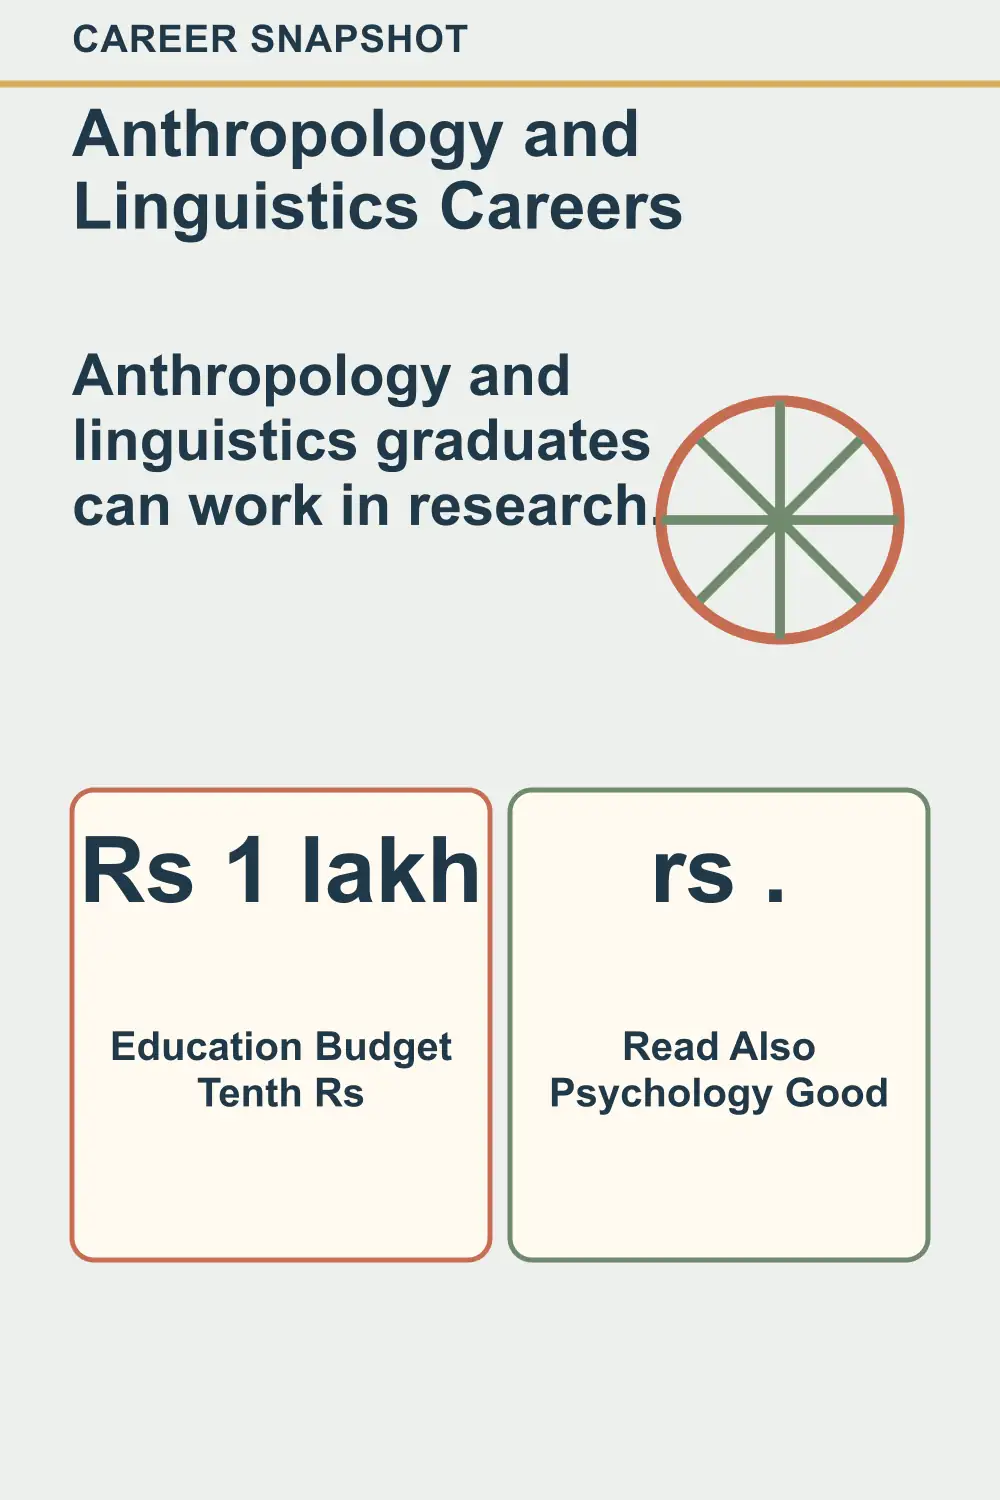 CAREER SNAPSHOT
Anthropology and
Linguistics Careers
Anthropology and
linguistics graduates
can work in research.
Rs 1 lakh
Education Budget
Tenth Rs
rs .
Read Also
Psychology Good